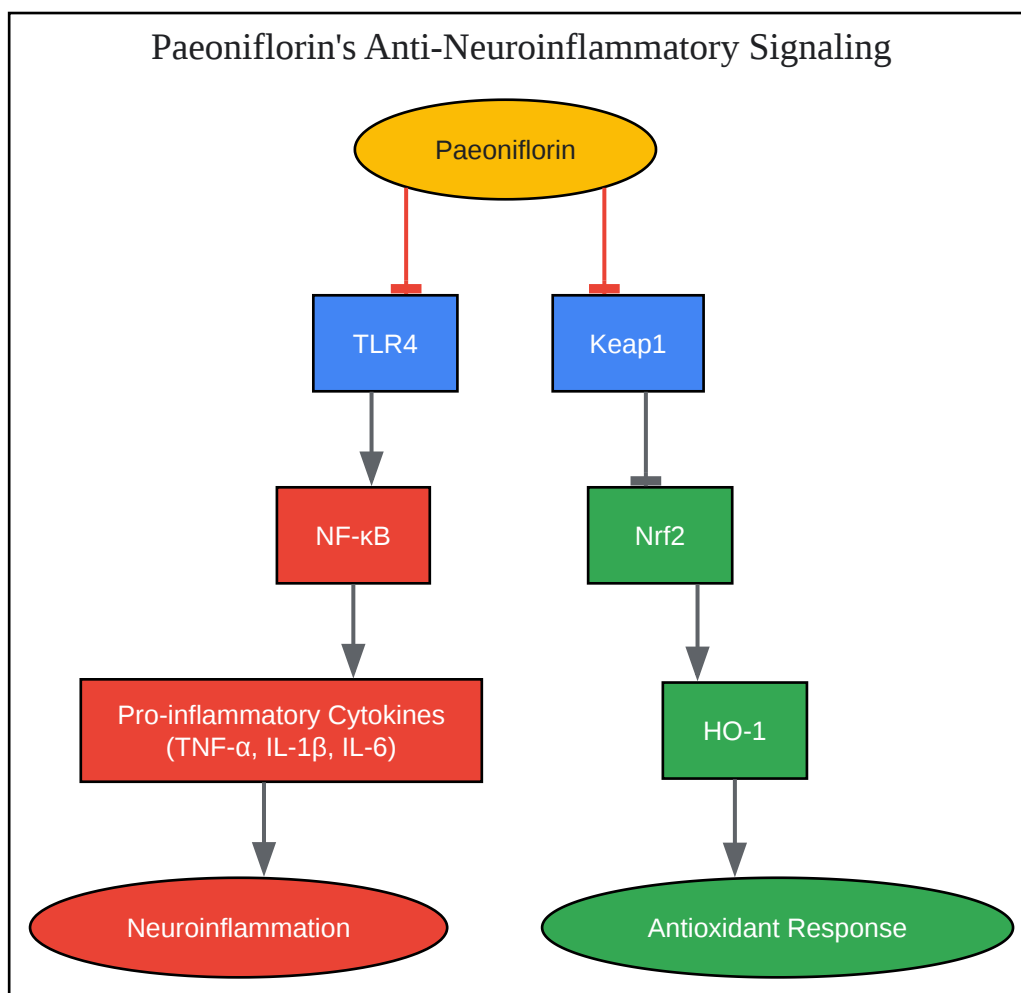 Paeoniflorin's Anti-Neuroinflammatory Signaling
Paeoniflorin
TLR4
Keap1
NF-κB
Nrf2
Pro-inflammatory Cytokines
(TNF-α, IL-1β, IL-6)
HO-1
Neuroinflammation
Antioxidant Response